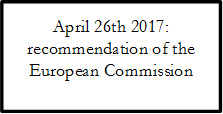 April 26th 2017:
recommendation of the
European Commission